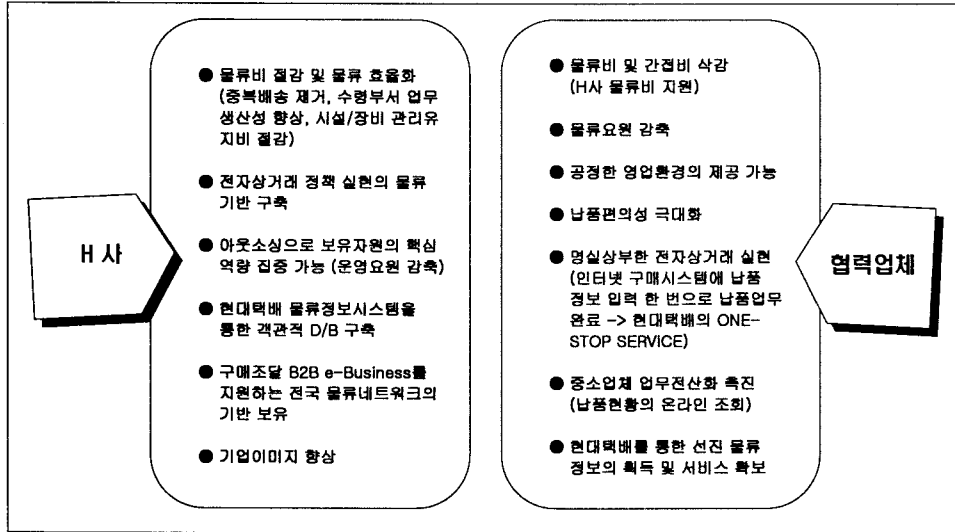 H 사
● 물류비 절감 및 물류 효율화
(중복배송 제거, 수령부서 업무
생산성 향상, 시설/장비 관리유
지비 절감)
● 전자상거래 정책 실현의 물류
기반 구축
● 아웃소싱으로 보유자원의 핵심
역량 집중 가능 (운영요원 감축)
● 현대택배 물류정보시스템을
통한 객관적 D/B 구축
● 구매조달 B2B e-Business를
지원하는 전국 물류네트워크의
기반 보유
● 기업이미지 향상
● 물류비 및 간접비 삭감
(H사 물류비 지원)
● 물류요원 감축
● 공정한 영업환경의 제공 가능
● 납품편의성 극대화
● 명실상부한 전자상거래 실현
(인터넷 구매시스템에 납품
정보 입력 한 번으로 납품업무
완료 -> 현대택배의 ONE-
STOP SERVICE)
● 중소업체 업무전산화 촉진
(납품현황의 온라인 조회)
● 현대택배를 통한 선진 물류
정보의 획득 및 서비스 확보
협력업체